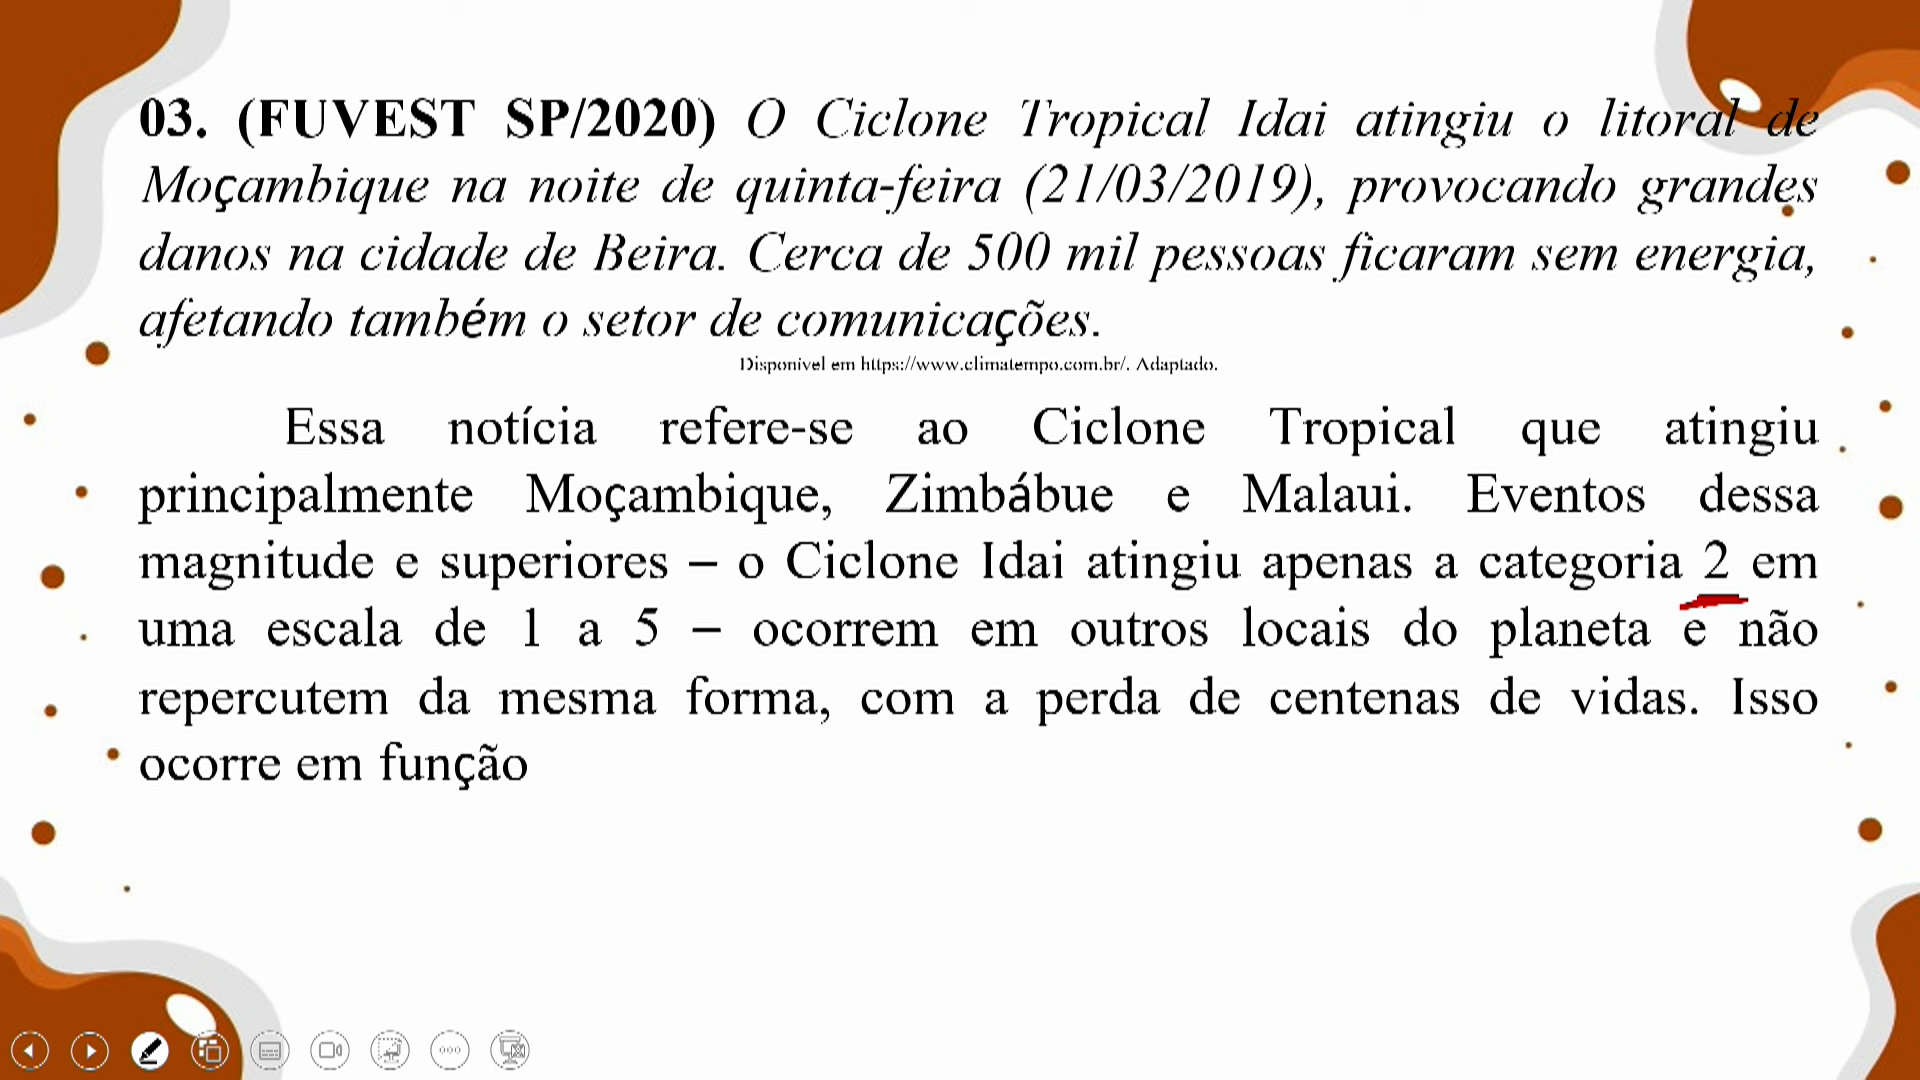 03. (FUVEST SP/2020) O Ciclone Tropical Idai atingiu o litoral de
Moçambique na noite de quinta-feira (21/03/2019), provocando grandes
danos na cidade de Beira. Cerca de 500 mil pessoas ficaram sem energia,
afetando também o setor de comunicações.
Disponível em https://www.climatempo.com.br/. Adaptado.
Essa notícia refere-se ao Ciclone Tropical que atingiu
principalmente Moçambique, Zimbábue e Malaui. Eventos dessa
magnitude e superiores – o Ciclone Idai atingiu apenas a categoria 2 em
uma escala de 1 a 5 – ocorrem em outros locais do planeta e não
repercutem da mesma forma, com a perda de centenas de vidas. Isso
ocorre em função